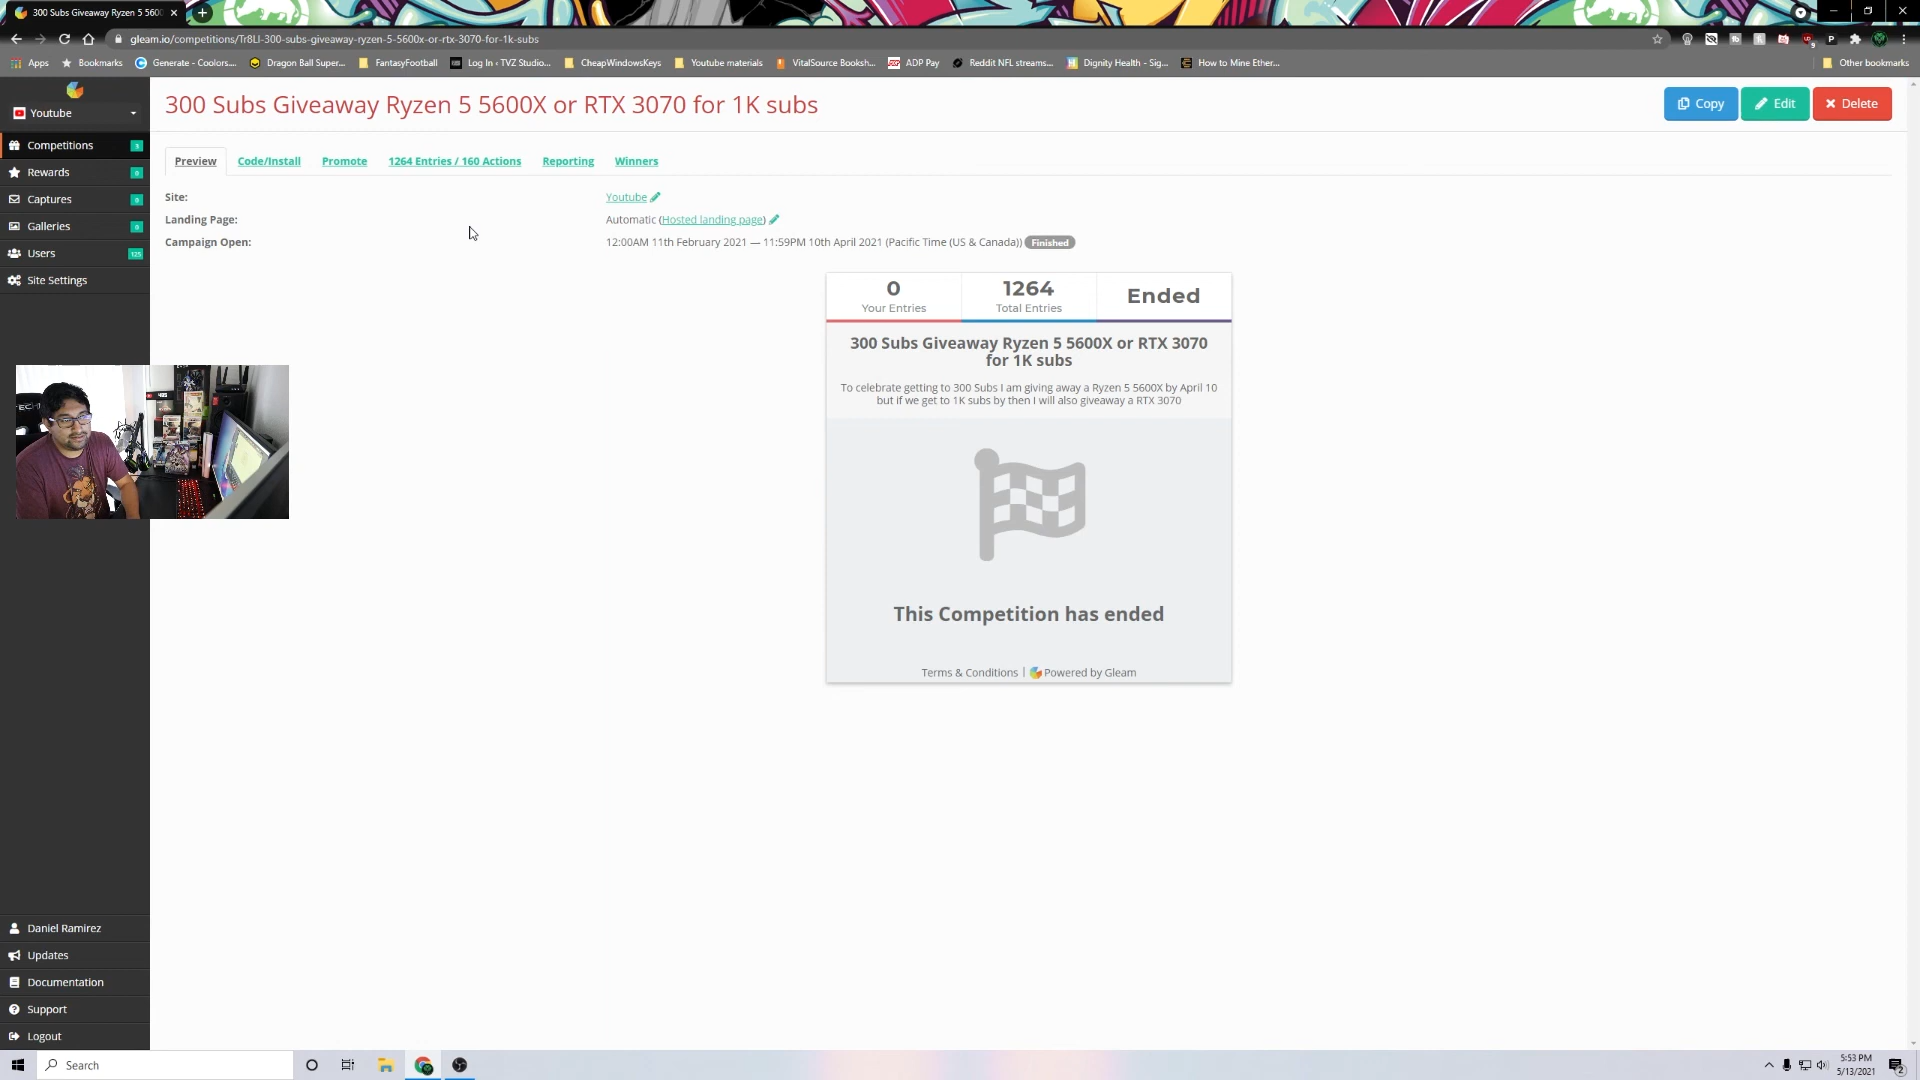 300 Subs Giveaway Ryzen 5 5600
gleam.io/competitions/Tr8LI-300-subs-giveaway-ryzen-5-5600x-or-rtx-3070-for-1k-subs
Apps Bookmarks Generate - Coolors.... Dragon Ball Super... FantasyFootball Log In ‹ TVZ Studio... CheapWindowsKeys Youtube materials VitalSource Booksh... ADP Pay Reddit NFL streams... Dignity Health - Sig... How to Mine Ether... Other bookmarks
Youtube
300 Subs Giveaway Ryzen 5 5600X or RTX 3070 for 1K subs
Copy Edit Delete
Competitions 3
Rewards 0
Captures 0
Galleries 0
Users 125
Site Settings
Preview Code/Install Promote 1264 Entries / 160 Actions Reporting Winners
Site: Youtube
Landing Page: Automatic (Hosted landing page)
Campaign Open: 12:00AM 11th February 2021 — 11:59PM 10th April 2021 (Pacific Time (US & Canada)) Finished
0 1264 Ended
Your Entries Total Entries
300 Subs Giveaway Ryzen 5 5600X or RTX 3070
for 1K subs
To celebrate getting to 300 Subs I am giving away a Ryzen 5 5600X by April 10
but if we get to 1K subs by then I will also giveaway a RTX 3070
This Competition has ended
Terms & Conditions | Powered by Gleam
Daniel Ramirez
Updates
Documentation
Support
Logout
Search
5:53 PM
5/13/2021
2